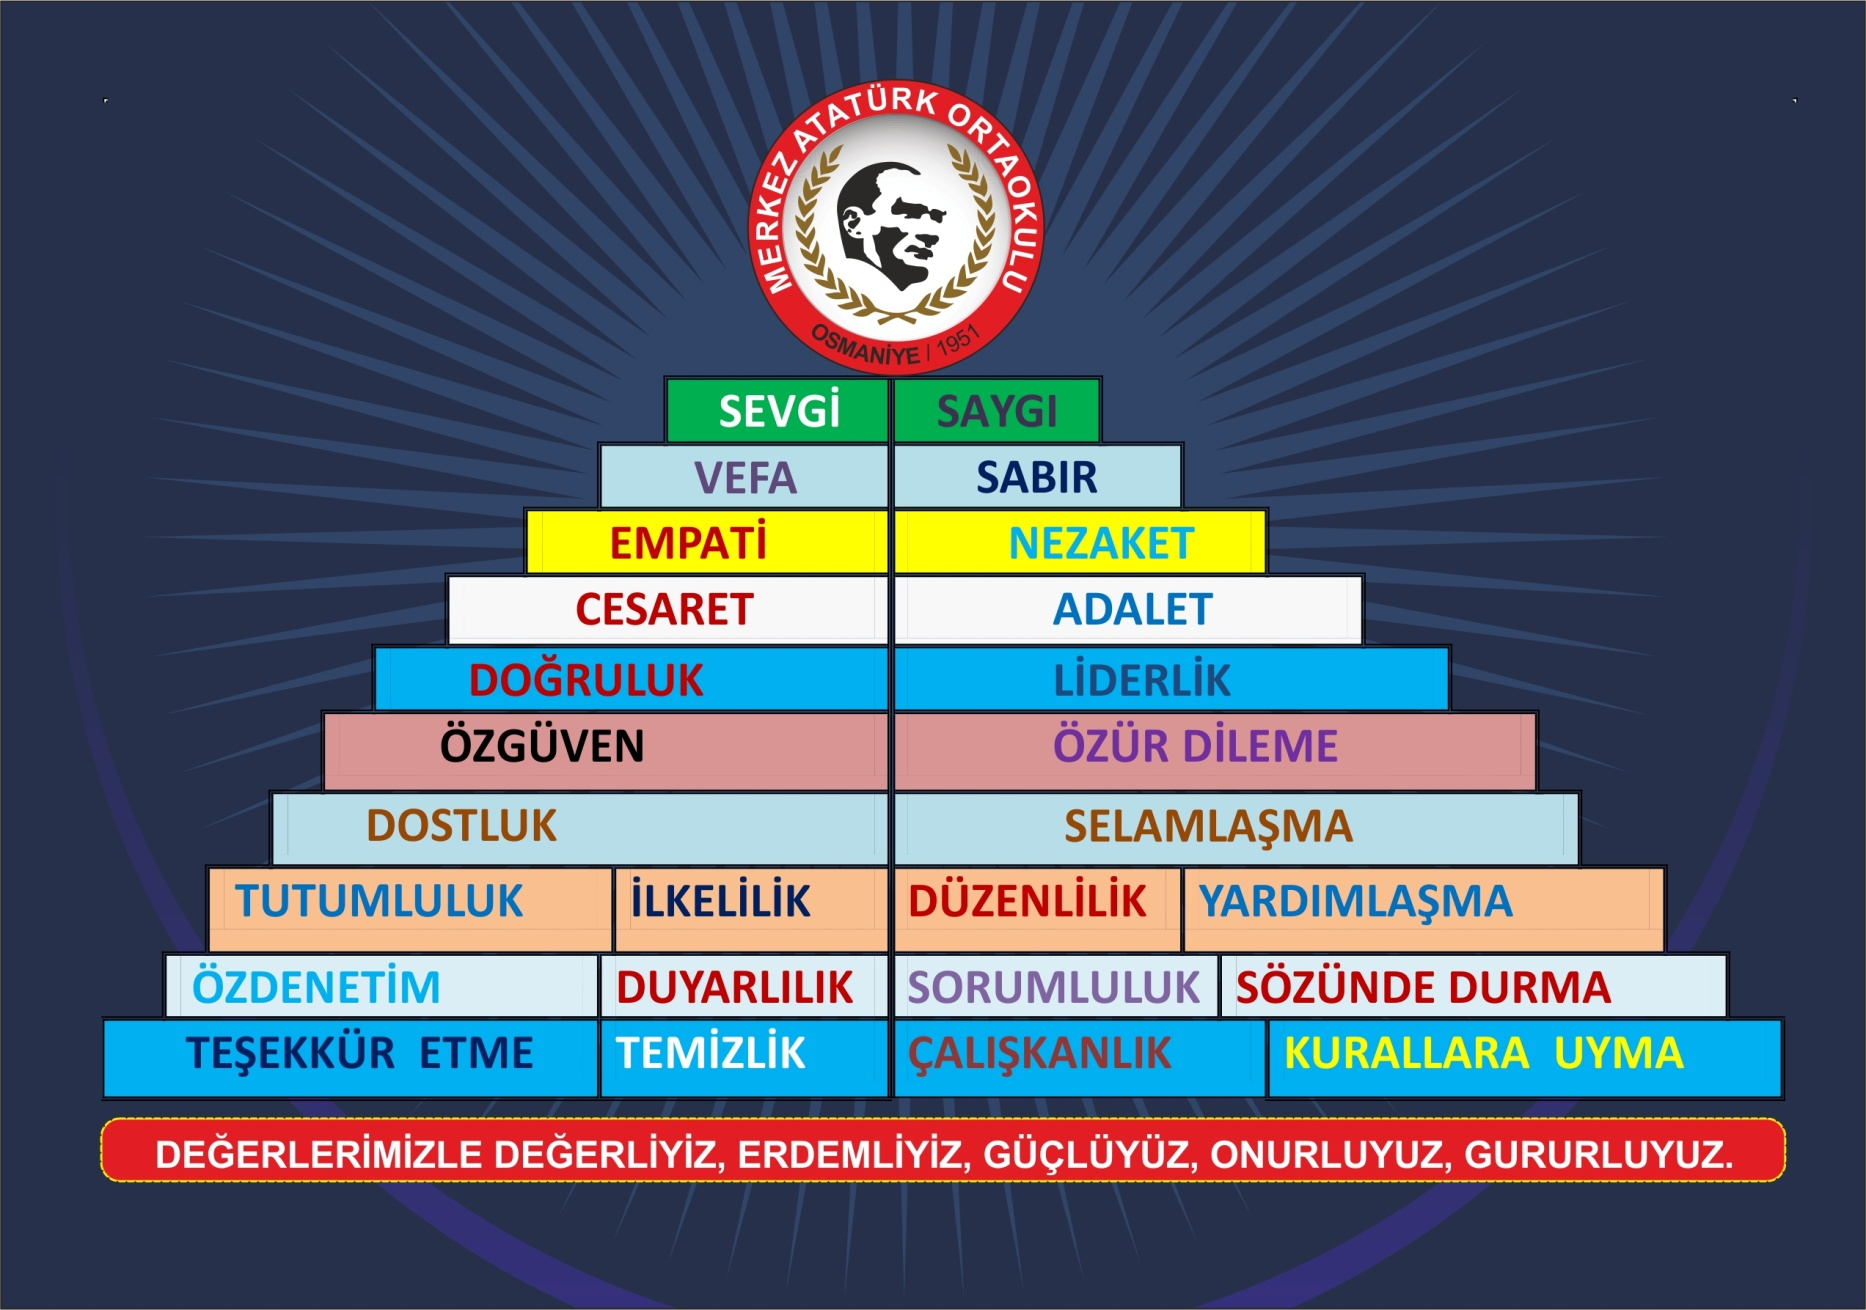 MERKEZ ATATÜRK ORTAOKULU
OSMANİYE / 1951
SEVGİ SAYGI
VEFA SABIR
EMPATİ NEZAKET
CESARET ADALET
DOĞRULUK LİDERLİK
ÖZGÜVEN ÖZÜR DİLEME
DOSTLUK SELAMLAŞMA
TUTUMLULUK İLKELİLİK DÜZENLİLİK YARDIMLAŞMA
ÖZDENETİM DUYARLILIK SORUMLULUK SÖZÜNDE DURMA
TEŞEKKÜR ETME TEMİZLİK ÇALIŞKANLIK KURALLARA UYMA
DEĞERLERİMİZLE DEĞERLİYİZ, ERDEMLİYİZ, GÜÇLÜYÜZ, ONURLUYUZ, GURURLUYUZ.